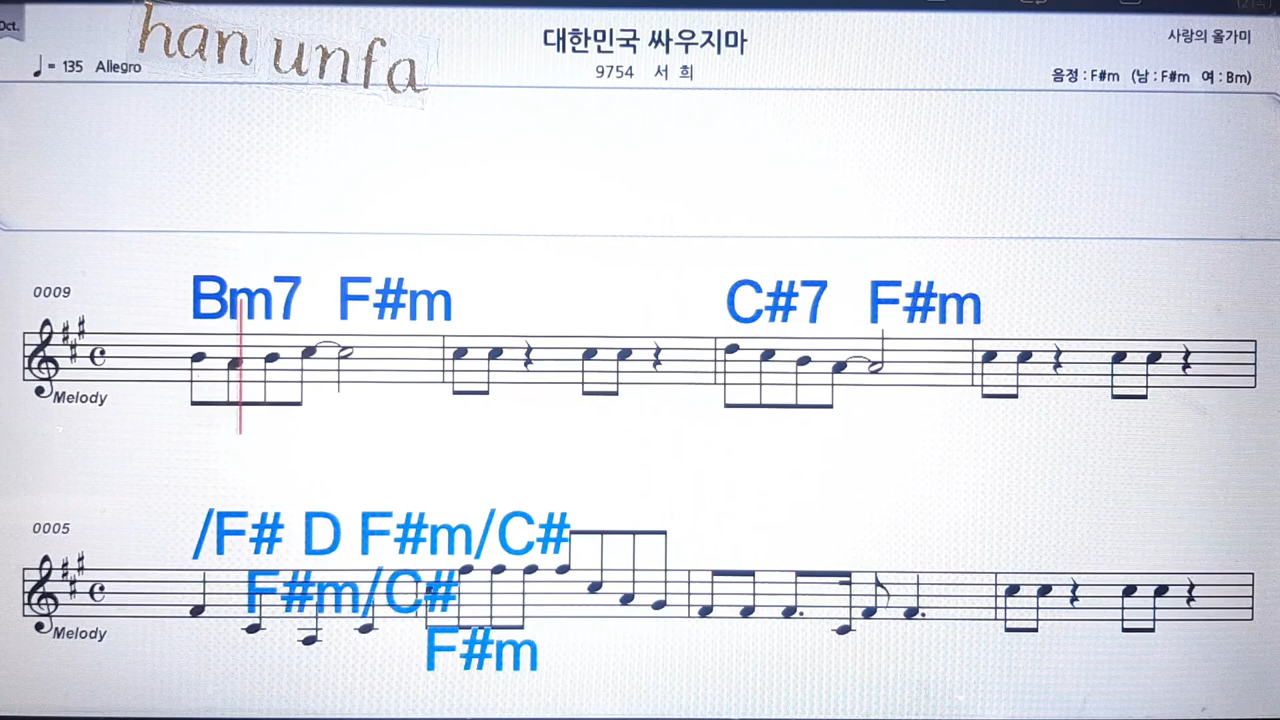 Oct.
han unfa
대한민국 싸우지마
사랑의 올가미
♩= 135 Allegro
9754 서 희
음정 : F#m (남 : F#m 여 : Bm)
0009
Bm7 F#m C#7 F#m
Melody
0005
/F# D F#m/C#
F#m/C#
Melody
F#m